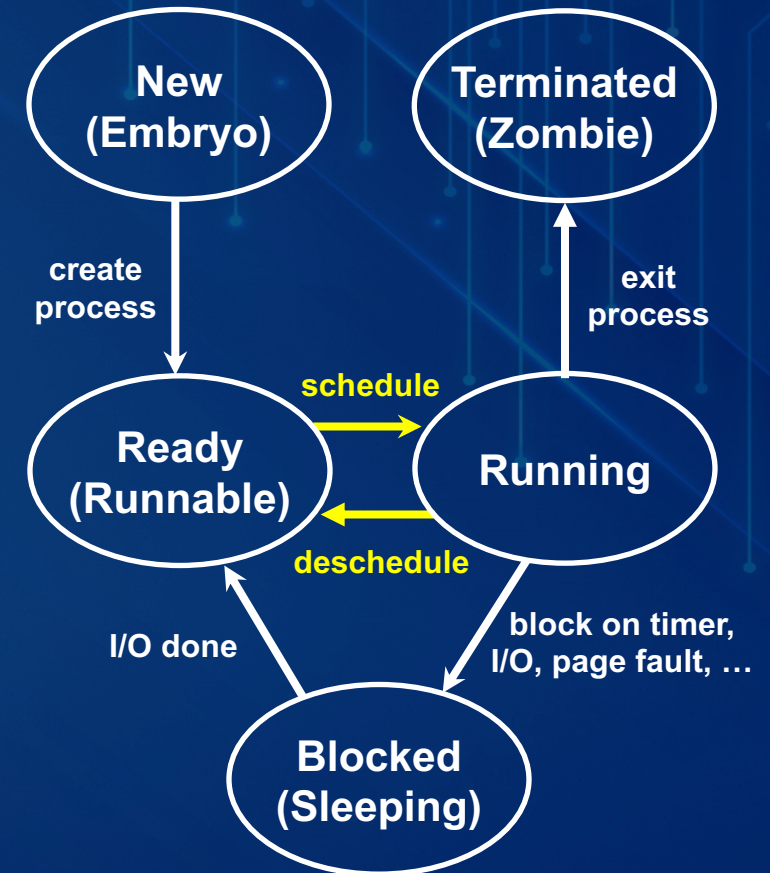 New
(Embryo)
Terminated
(Zombie)
create
process
exit
process
schedule
Ready
(Runnable)
Running
deschedule
I/O done
block on timer,
I/O, page fault, …
Blocked
(Sleeping)